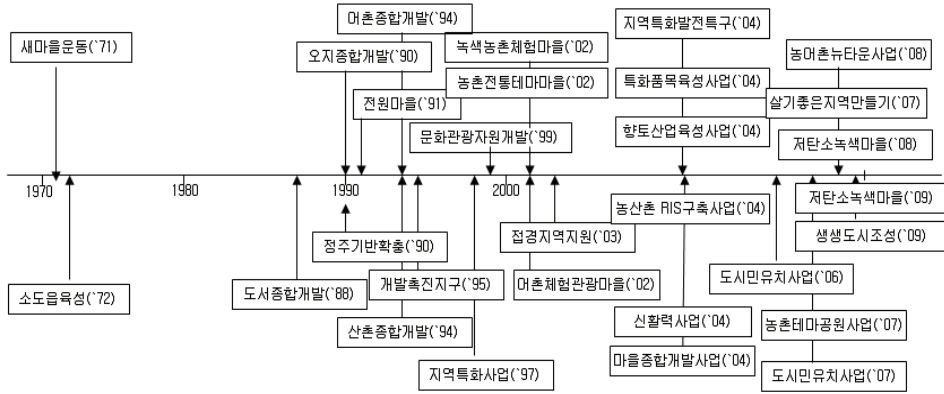 어촌종합개발(`94)
지역특화발전특구(`04)
새마을운동(`71)
오지종합개발(`90)
녹색농촌체험마을(`02)
농어촌뉴타운사업(`08)
농촌전통테마마을(`02)
특화품목육성사업(`04)
전원마을(`91)
살기좋은지역만들기(`07)
문화관광자원개발(`99)
향토산업육성사업(`04)
저탄소녹색마을(`08)
1970
1980
1990
2000
저탄소녹색마을(`09)
농산촌 RIS구축사업(`04)
정주기반확충(`90)
접경지역지원(`03)
생생도시조성(`09)
개발촉진지구(`95)
어촌체험관광마을(`02)
도시민유치사업(`06)
소도읍육성(`72)
도서종합개발(`88)
신활력사업(`04)
농촌테마공원사업(`07)
산촌종합개발(`94)
마을종합개발사업(`04)
지역특화사업(`97)
도시민유치사업(`07)